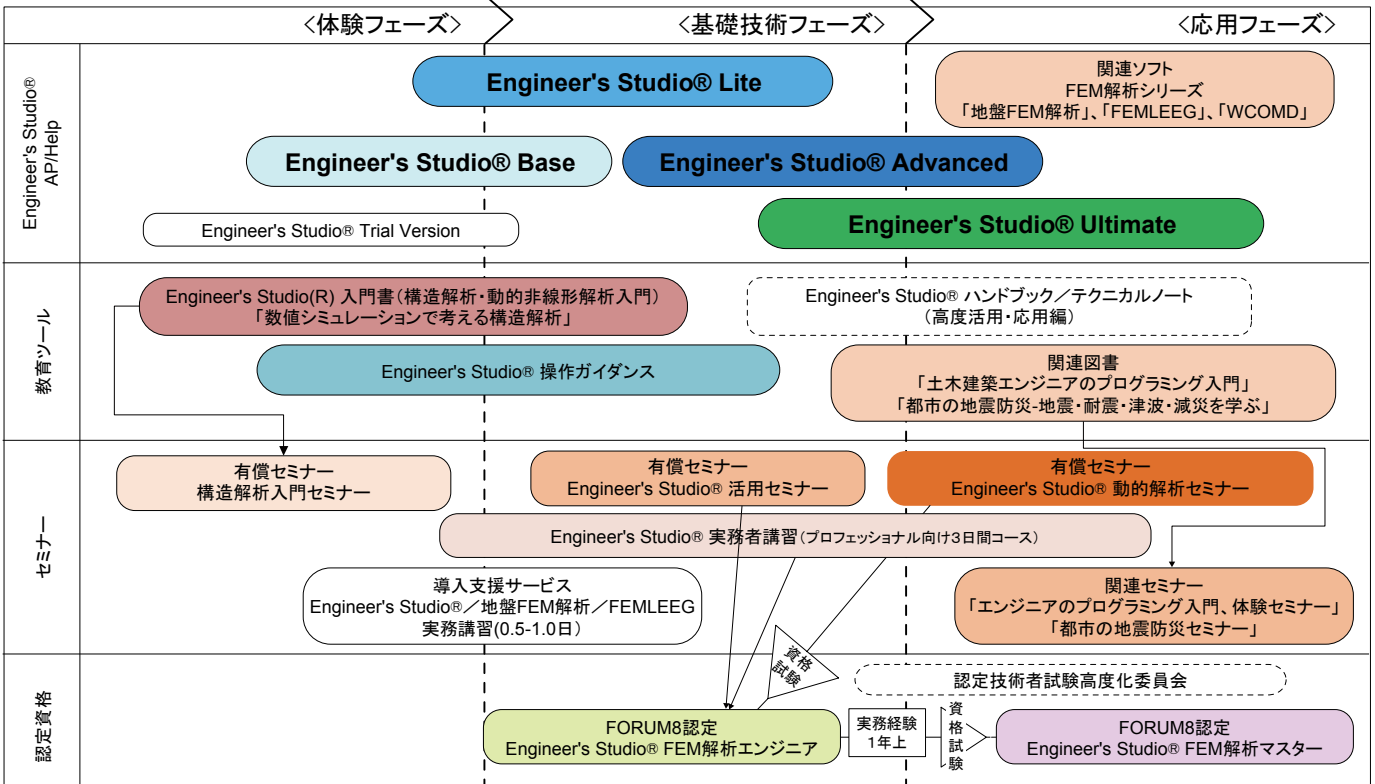 〈体験フェーズ〉
〈基礎技術フェーズ〉
〈応用フェーズ〉
Engineer's Studio®
AP/Help
Engineer's Studio® Lite
関連ソフト
FEM解析シリーズ
「地盤FEM解析」、「FEMLEEG」、「WCOMD」
Engineer's Studio® Base
Engineer's Studio® Advanced
Engineer's Studio® Trial Version
Engineer's Studio® Ultimate
教育ツール
Engineer's Studio(R) 入門書(構造解析・動的非線形解析入門)
「数値シミュレーションで考える構造解析」
Engineer's Studio® ハンドブック/テクニカルノート
(高度活用・応用編)
Engineer's Studio® 操作ガイダンス
関連図書
「土木建築エンジニアのプログラミング入門」
「都市の地震防災-地震・耐震・津波・減災を学ぶ」
セミナー
有償セミナー
構造解析入門セミナー
有償セミナー
Engineer's Studio® 活用セミナー
有償セミナー
Engineer's Studio® 動的解析セミナー
Engineer's Studio® 実務者講習(プロフェッショナル向け3日間コース)
導入支援サービス
Engineer's Studio®/地盤FEM解析/FEMLEEG
実務講習(0.5-1.0日)
関連セミナー
「エンジニアのプログラミング入門、体験セミナー」
「都市の地震防災セミナー」
認定資格
資格
試験
認定技術者試験高度化委員会
FORUM8認定
Engineer's Studio® FEM解析エンジニア
実務経験
1年上
資格試験
FORUM8認定
Engineer's Studio® FEM解析マスター